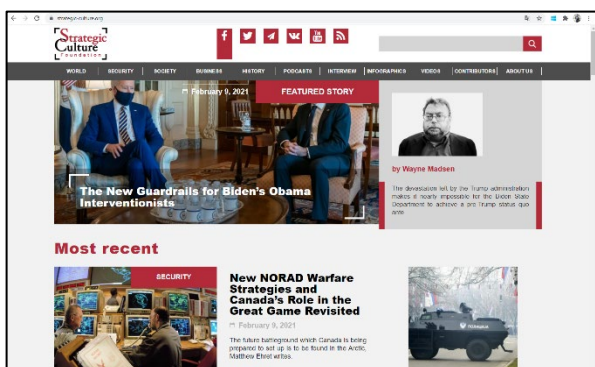 strategic-culture.org
Strategic
Culture
Foundation
WORLD SECURITY SOCIETY BUSINESS HISTORY PODCASTS INTERVIEW INFOGRAPHICS VIDEOS CONTRIBUTORS ABOUT US
February 9, 2021 FEATURED STORY
The New Guardrails for Biden's Obama
Interventionists
by Wayne Madsen
The devastation left by the Trump administration
makes it nearly impossible for the Biden State
Department to achieve a pre Trump status quo
ante.
Most recent
SECURITY
New NORAD Warfare
Strategies and
Canada's Role in the
Great Game Revisited
February 9, 2021
The future battleground which Canada is being
prepared to set up is to be found in the Arctic,
Matthew Ehret writes.